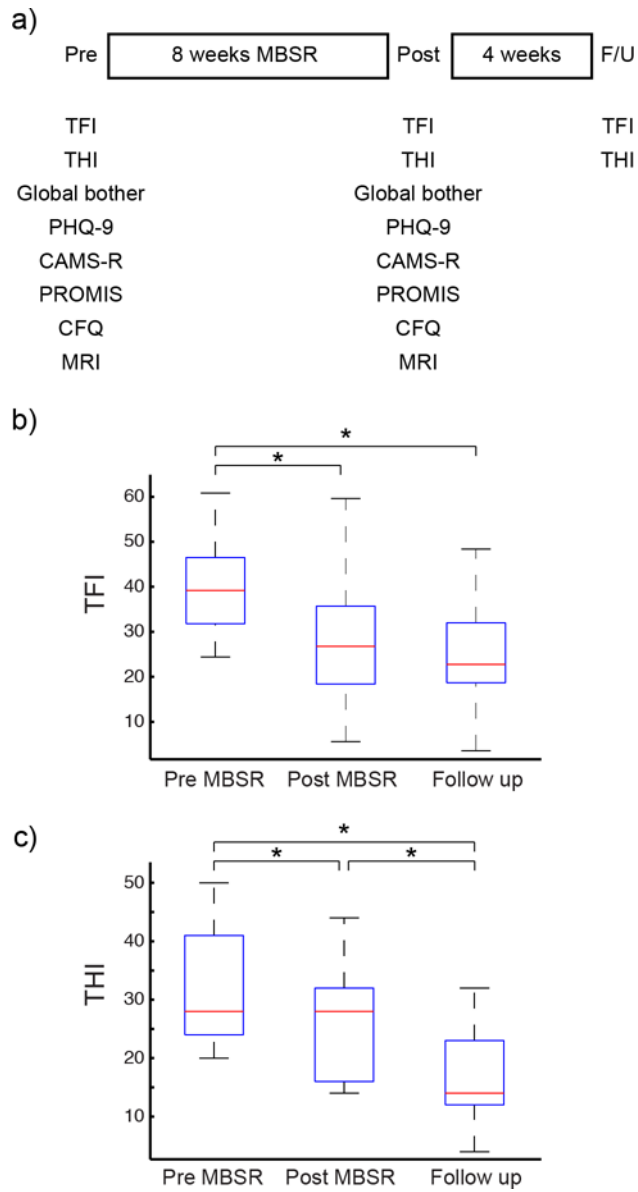 a)
Pre 8 weeks MBSR Post 4 weeks F/U
TFI TFI TFI
THI THI THI
Global bother Global bother
PHQ-9 PHQ-9
CAMS-R CAMS-R
PROMIS PROMIS
CFQ CFQ
MRI MRI
b)
*
*
60
50
40
30
20
10
TFI
Pre MBSR Post MBSR Follow up
c)
*
* *
50
40
30
20
10
THI
Pre MBSR Post MBSR Follow up